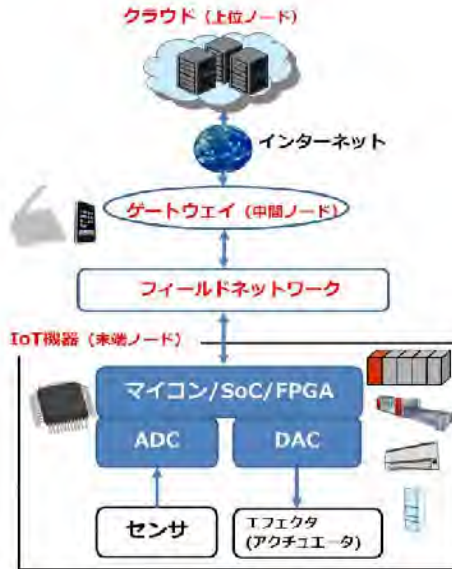 クラウド（上位ノード）
インターネット
ゲートウェイ（中間ノード）
フィールドネットワーク
IoT機器（末端ノード）
マイコン/SoC/FPGA
ADC
DAC
センサ
エフェクタ
(アクチュエータ)